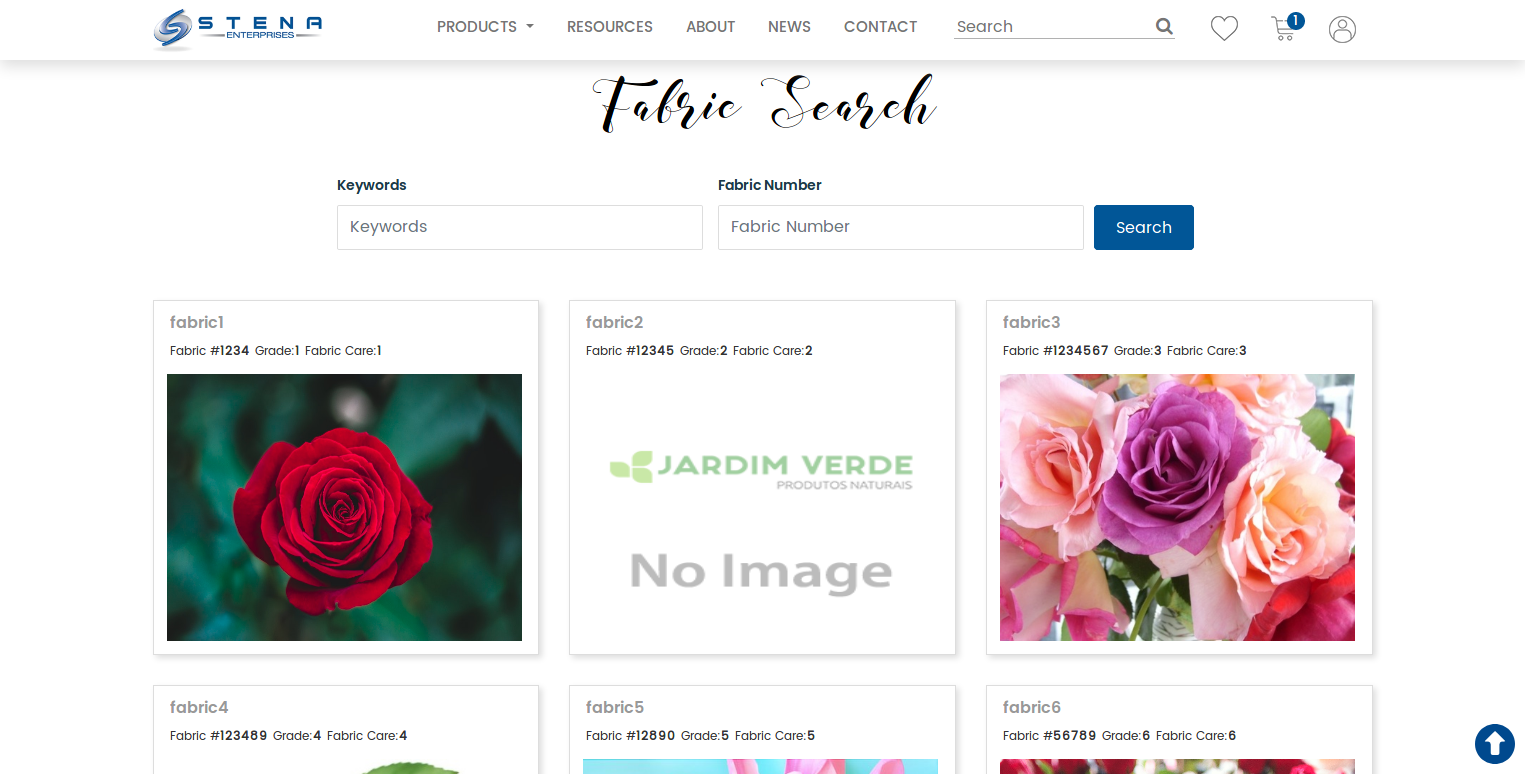 STENA
ENTERPRISES
PRODUCTS RESOURCES ABOUT NEWS CONTACT Search 1
Fabric Search
Keywords Fabric Number
Keywords Fabric Number Search
fabric1
Fabric #1234 Grade:1 Fabric Care:1
fabric2
Fabric #12345 Grade:2 Fabric Care:2
JARDIM VERDE
PRODUTOS NATURAIS
No Image
fabric3
Fabric #1234567 Grade:3 Fabric Care:3
fabric4
Fabric #123489 Grade:4 Fabric Care:4
fabric5
Fabric #12890 Grade:5 Fabric Care:5
fabric6
Fabric #56789 Grade:6 Fabric Care:6